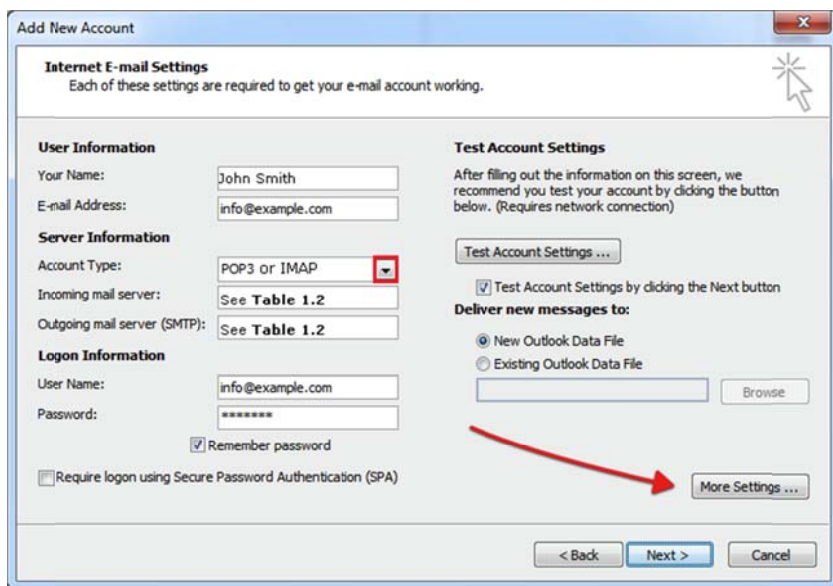 Add New Account
Internet E-mail Settings
Each of these settings are required to get your e-mail account working.
User Information
Your Name:
John Smith
E-mail Address:
info@example.com
Server Information
Account Type:
POP3 or IMAP
Incoming mail server:
See Table 1.2
Outgoing mail server (SMTP):
See Table 1.2
Logon Information
User Name:
info@example.com
Password:
*******
Remember password
Require logon using Secure Password Authentication (SPA)
Test Account Settings
After filling out the information on this screen, we
recommend you test your account by clicking the button
below. (Requires network connection)
Test Account Settings ...
Test Account Settings by clicking the Next button
Deliver new messages to:
New Outlook Data File
Existing Outlook Data File
Browse
More Settings ...
< Back
Next >
Cancel